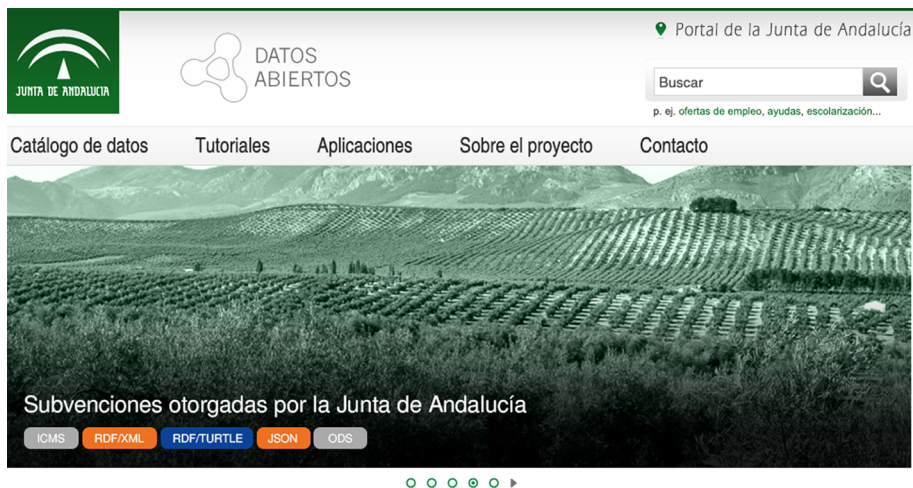 JUNTA DE ANDALUCIA
DATOS
ABIERTOS
Portal de la Junta de Andalucía
Buscar
p. ej. ofertas de empleo, ayudas, escolarización...
Catálogo de datos Tutoriales Aplicaciones Sobre el proyecto Contacto
Subvenciones otorgadas por la Junta de Andalucía
ICMS RDF/XML RDF/TURTLE JSON ODS